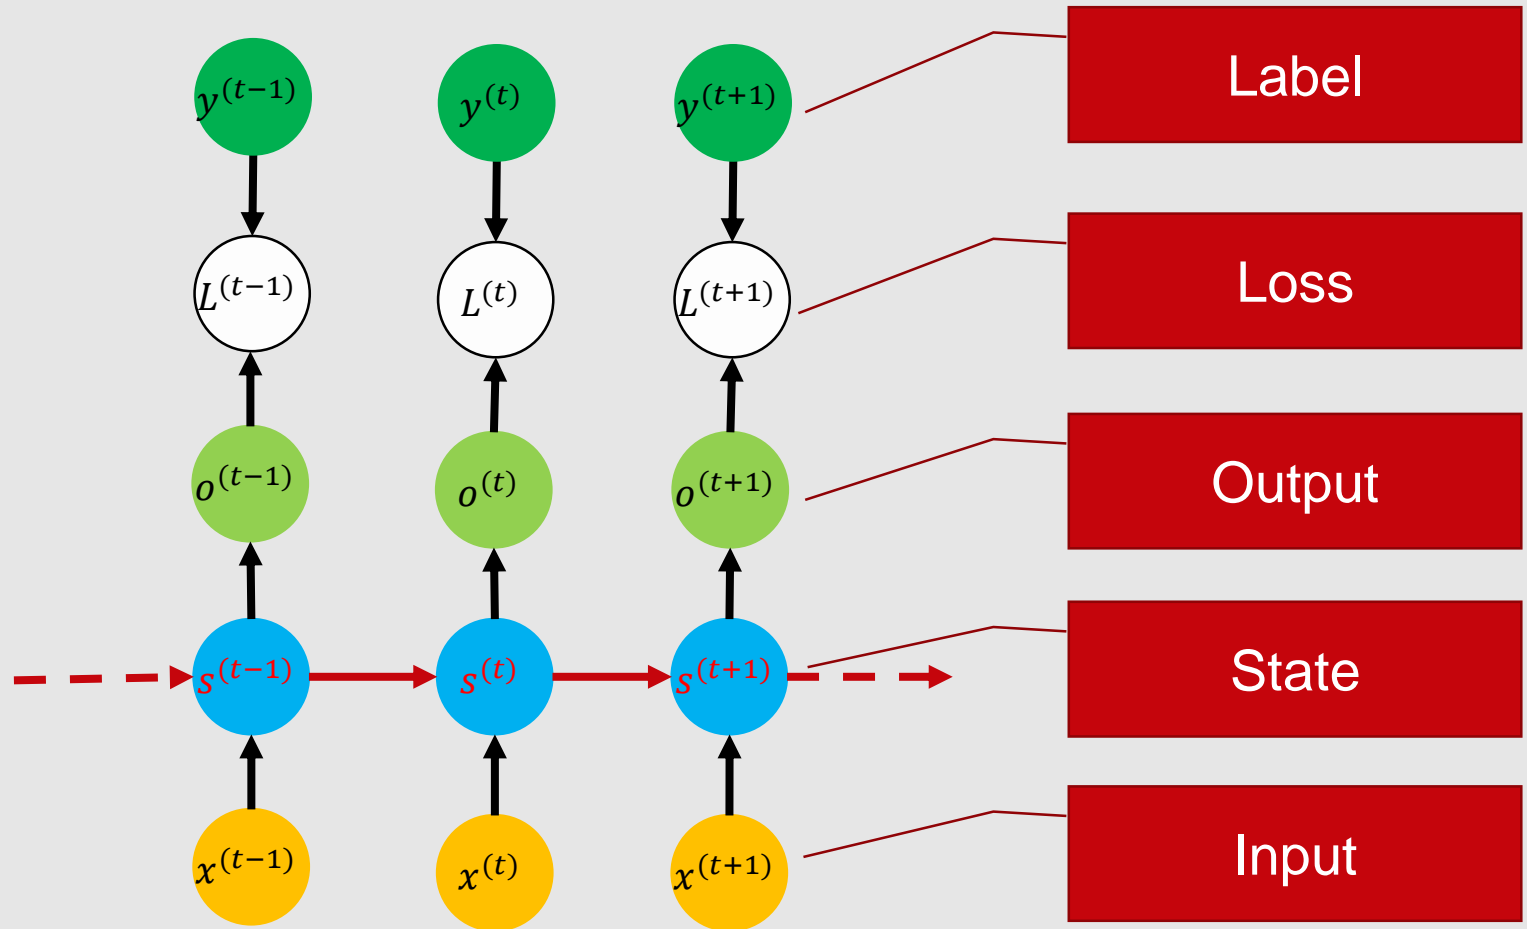 y^(t−1) y^(t) y^(t+1) Label
L^(t−1) L^(t) L^(t+1) Loss
o^(t−1) o^(t) o^(t+1) Output
s^(t−1) s^(t) s^(t+1) State
x^(t−1) x^(t) x^(t+1) Input